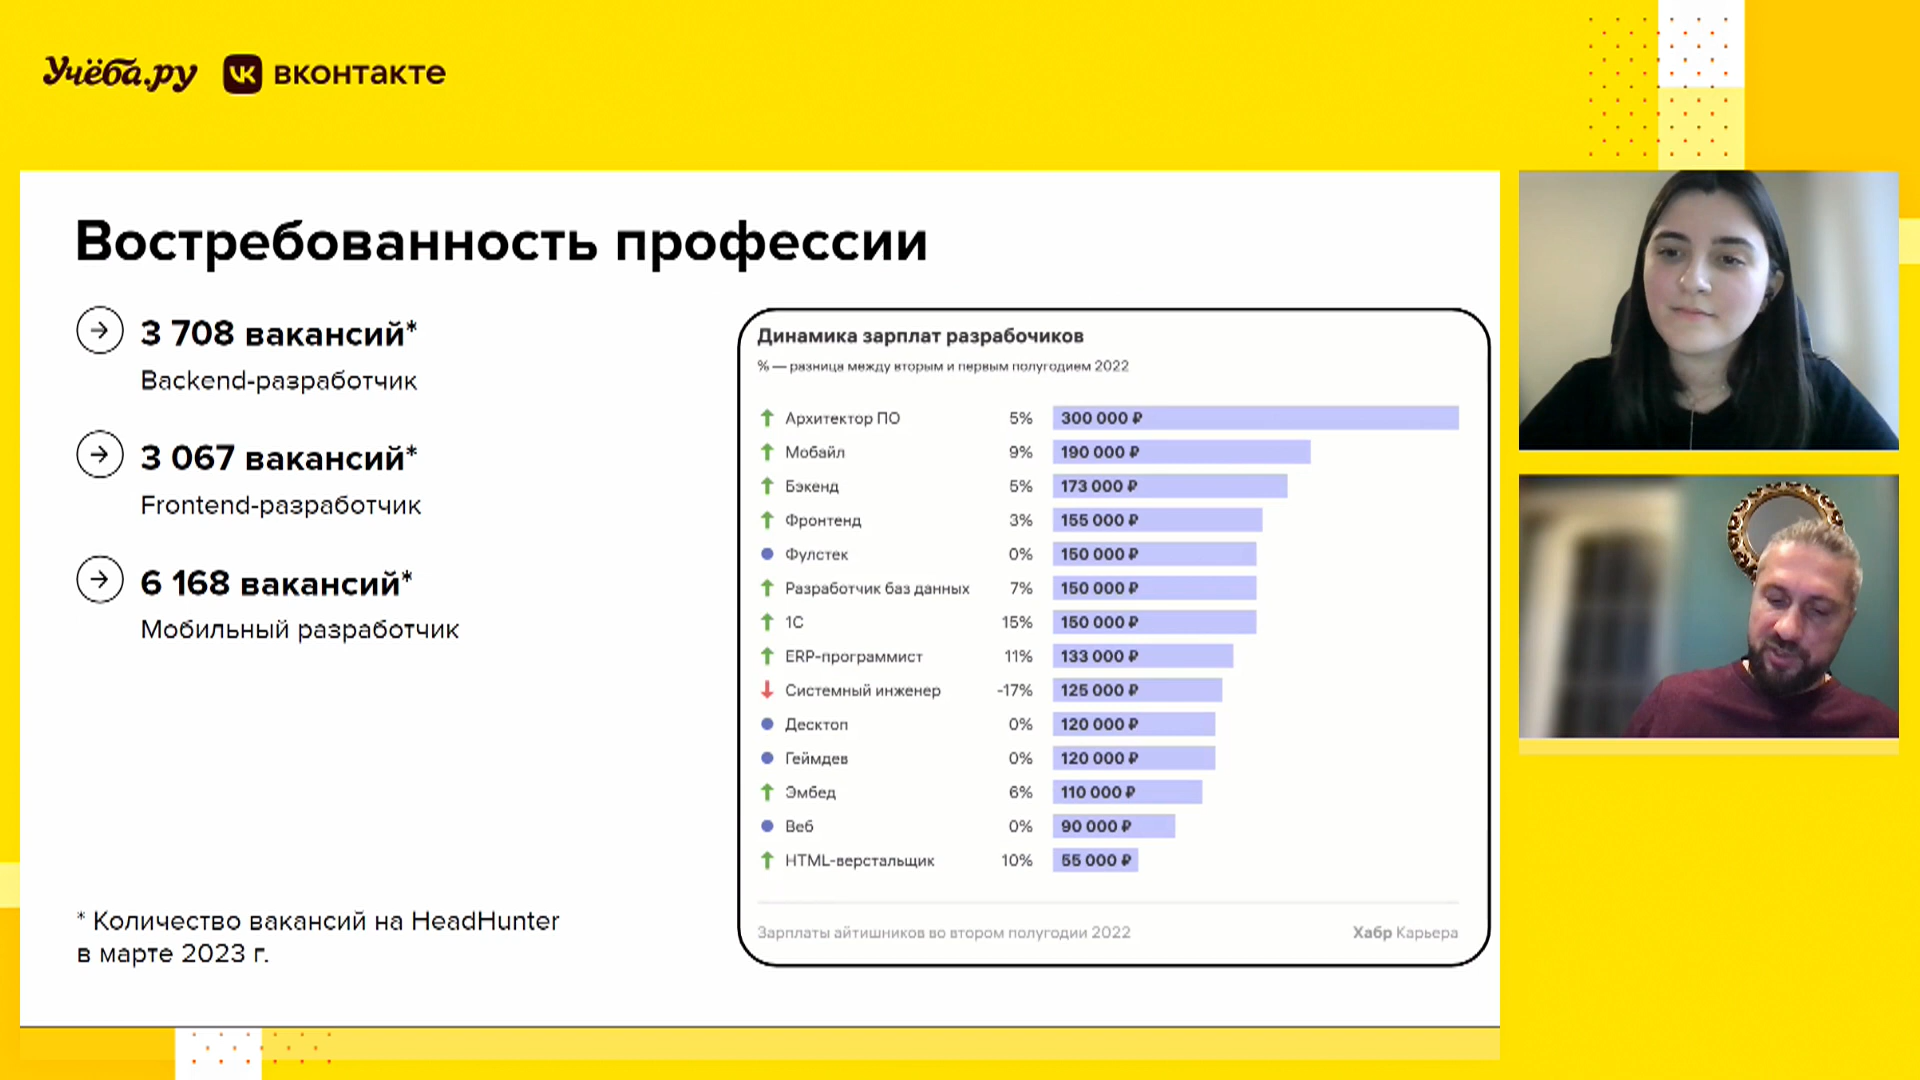 Учёба.ру вконтакте
Востребованность профессии
3 708 вакансий*
Backend-разработчик
3 067 вакансий*
Frontend-разработчик
6 168 вакансий*
Мобильный разработчик
* Количество вакансий на HeadHunter
в марте 2023 г.
Динамика зарплат разрабочиков
% — разница между вторым и первым полугодием 2022
Архитектор ПО 5% 300 000 ₽
Мобайл 9% 190 000 ₽
Бэкенд 5% 173 000 ₽
Фронтенд 3% 155 000 ₽
Фулстек 0% 150 000 ₽
Разработчик баз данных 7% 150 000 ₽
1С 15% 150 000 ₽
ERP-программист 11% 133 000 ₽
Системный инженер -17% 125 000 ₽
Десктоп 0% 120 000 ₽
Геймдев 0% 120 000 ₽
Эмбед 6% 110 000 ₽
Веб 0% 90 000 ₽
HTML-верстальщик 10% 55 000 ₽
Зарплаты айтишников во втором полугодии 2022 Хабр Карьера